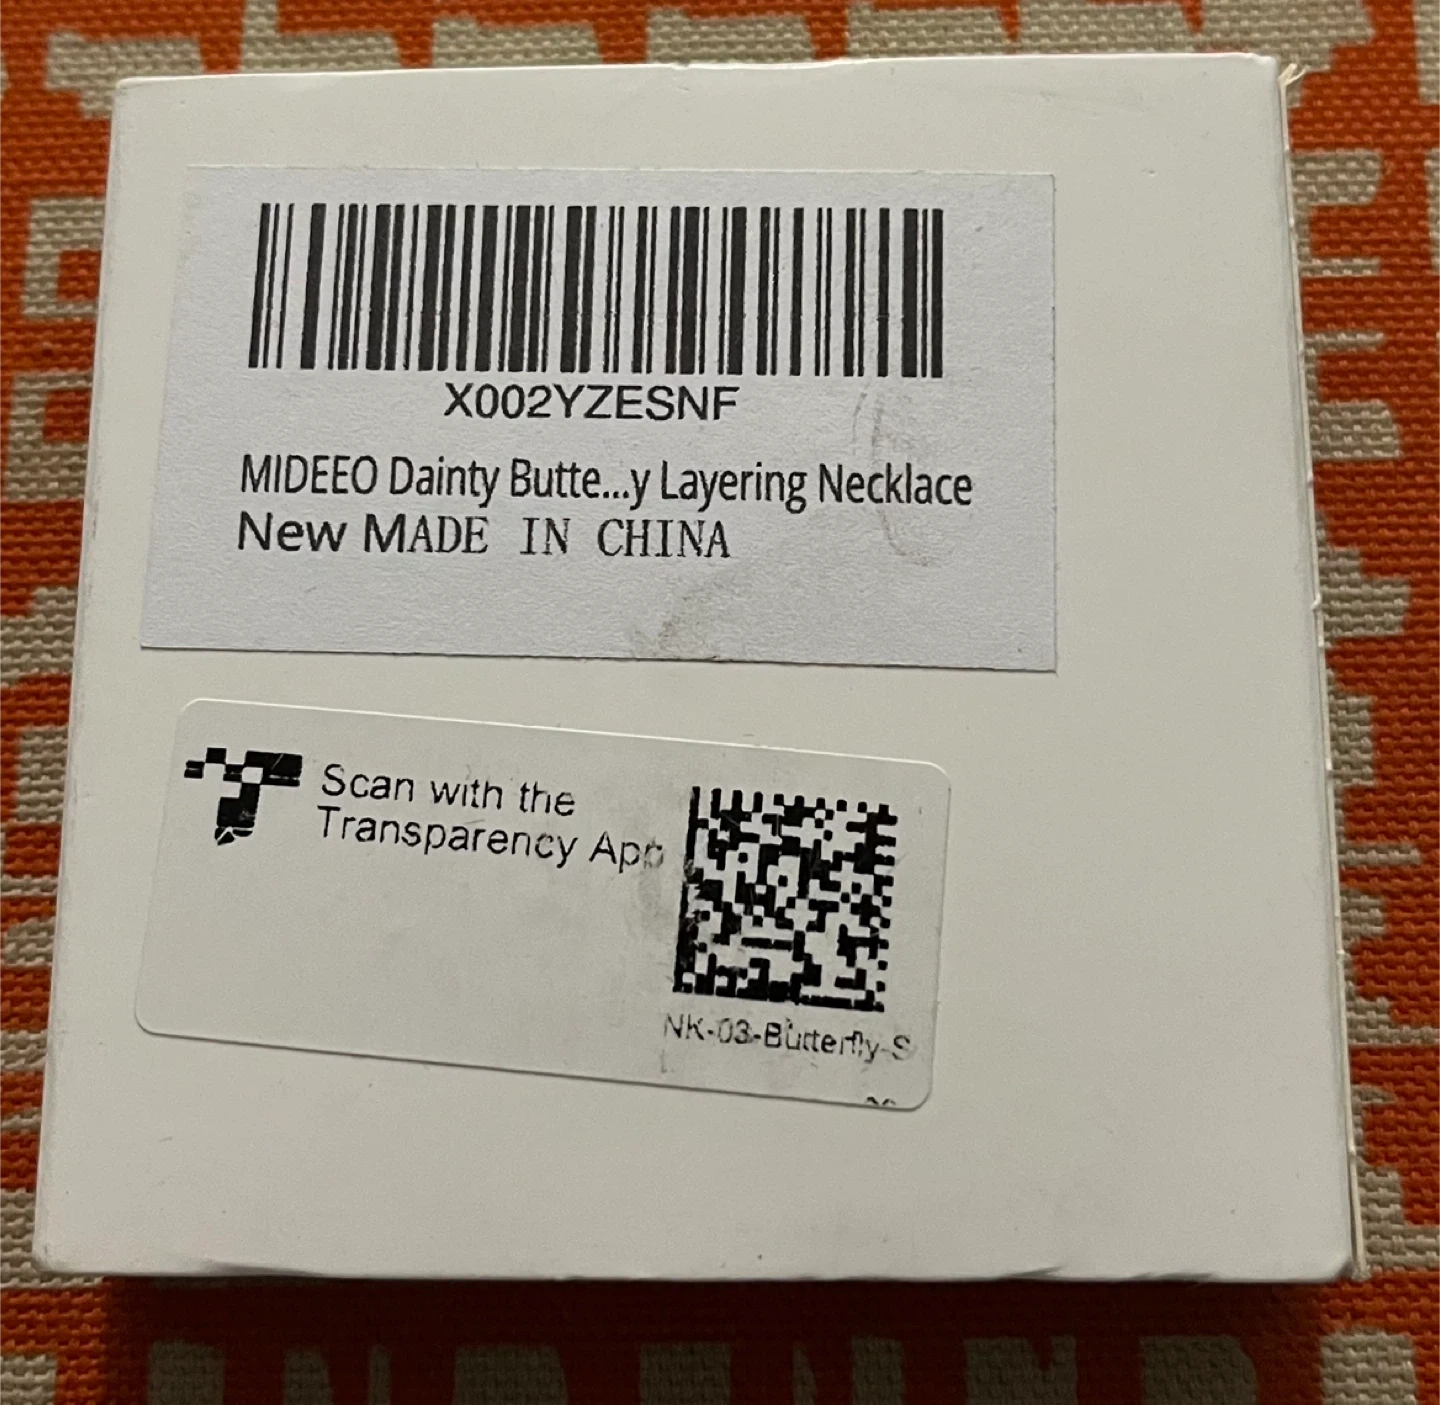 X002YZESNF
MIDEEO Dainty Butte...y Layering Necklace
New MADE IN CHINA
Scan with the
Transparency App
NK-03-Butterfly-S